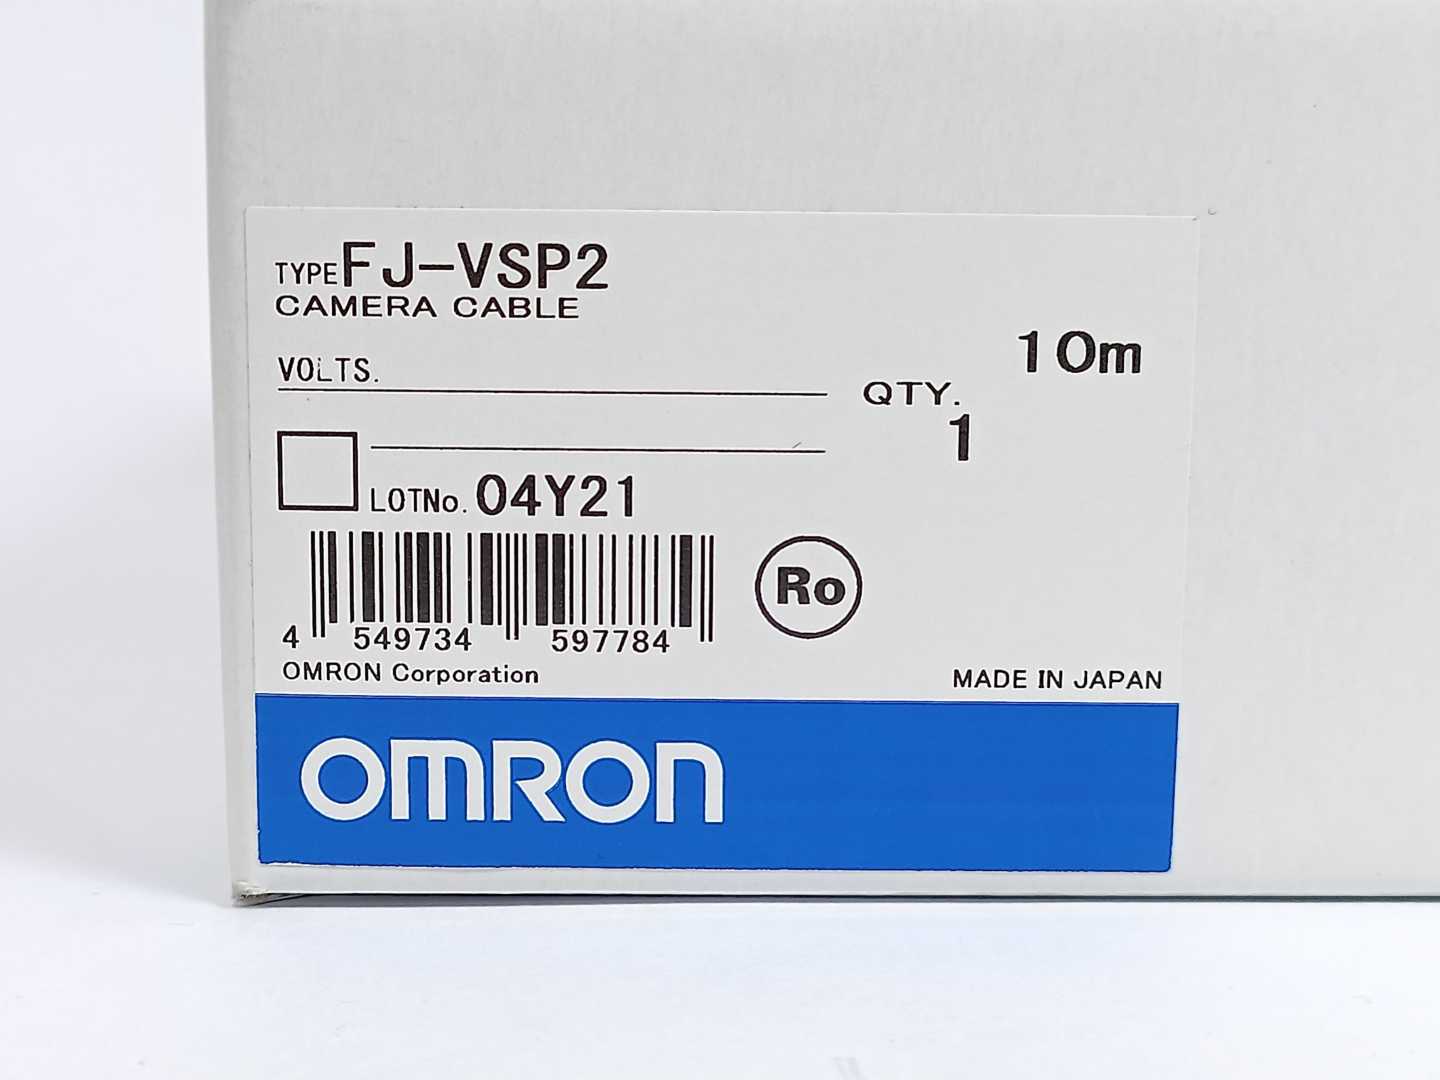 TYPE FJ-VSP2
CAMERA CABLE
10m
VOLTS.
QTY.
1
LOTNo. 04Y21
Ro
4 549734 597784
OMRON Corporation
MADE IN JAPAN
OMRON